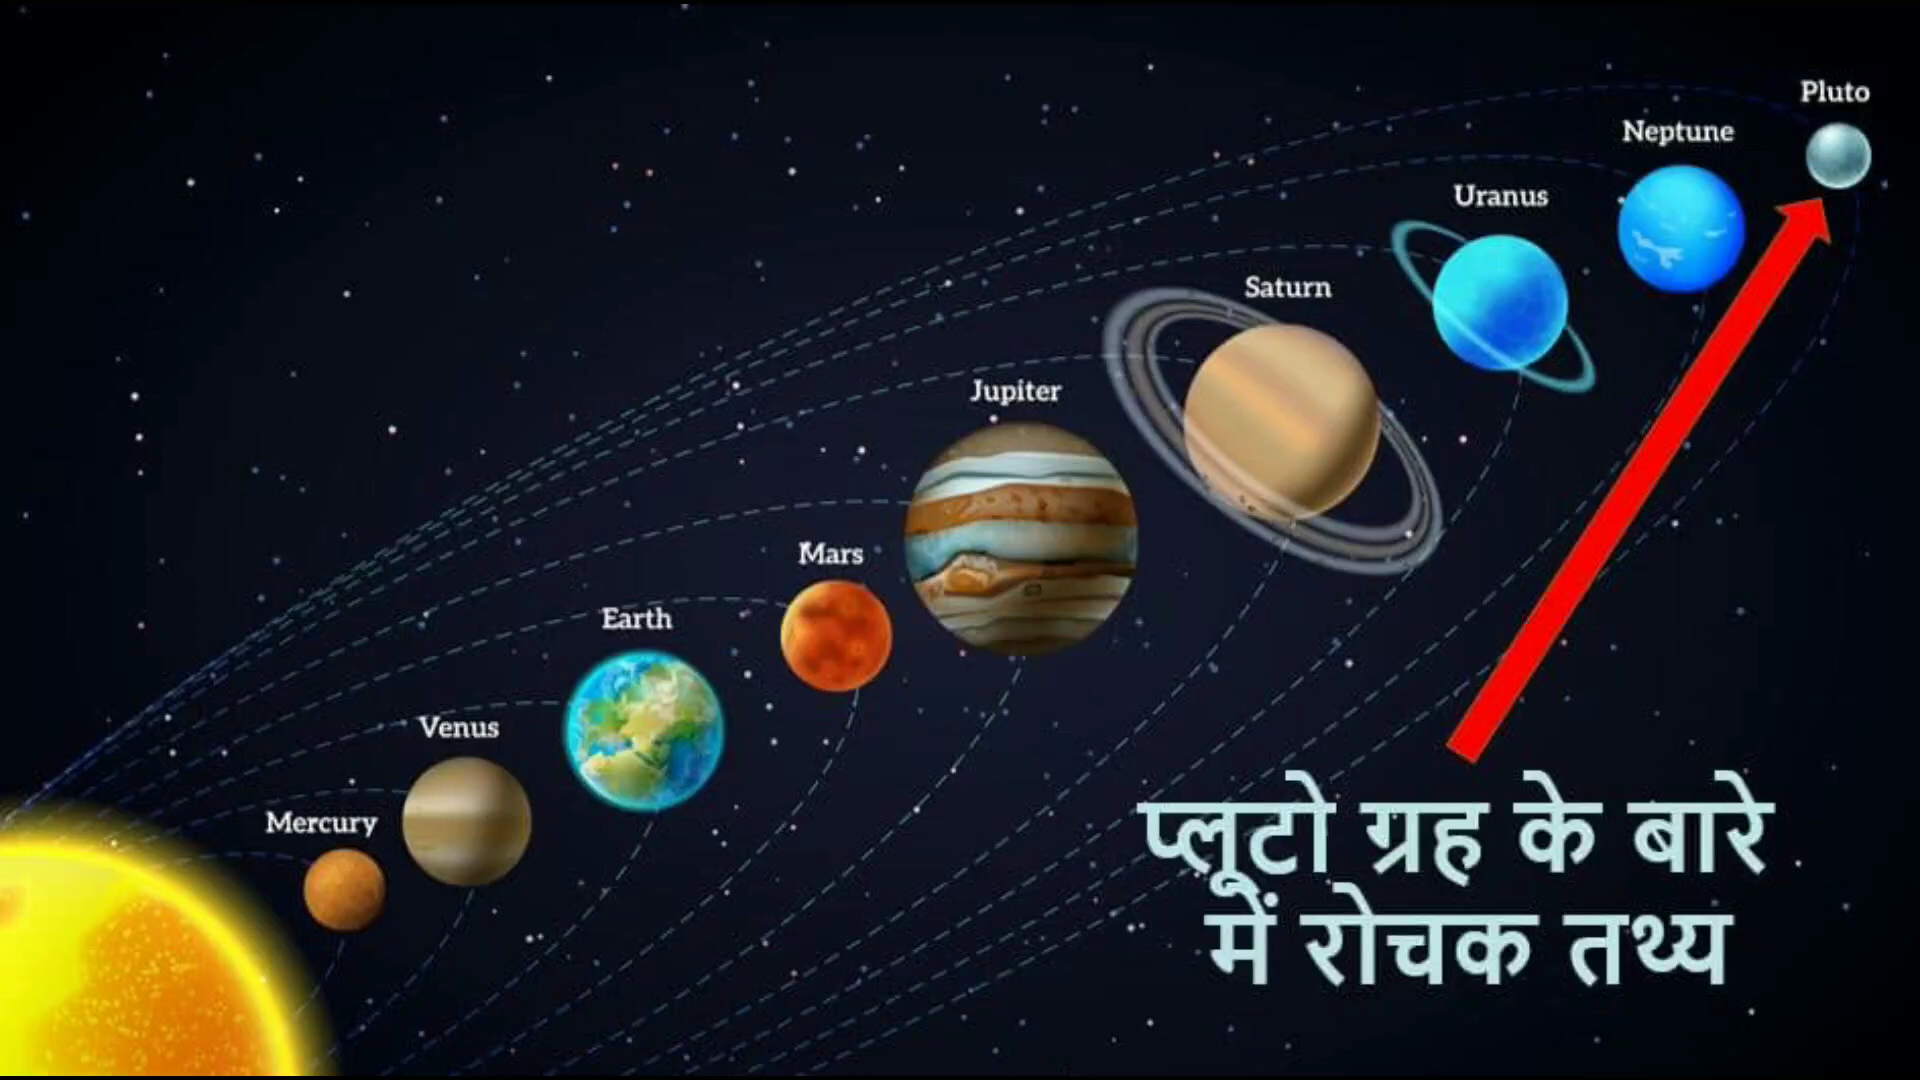 Pluto
Neptune
Uranus
Saturn
Jupiter
Mars
Earth
Venus
Mercury
प्लूटो ग्रह के बारे
में रोचक तथ्य